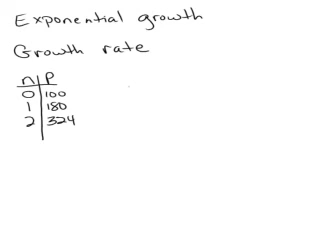 Exponential growth
Growth rate
n P
0 100
1 180
2 324